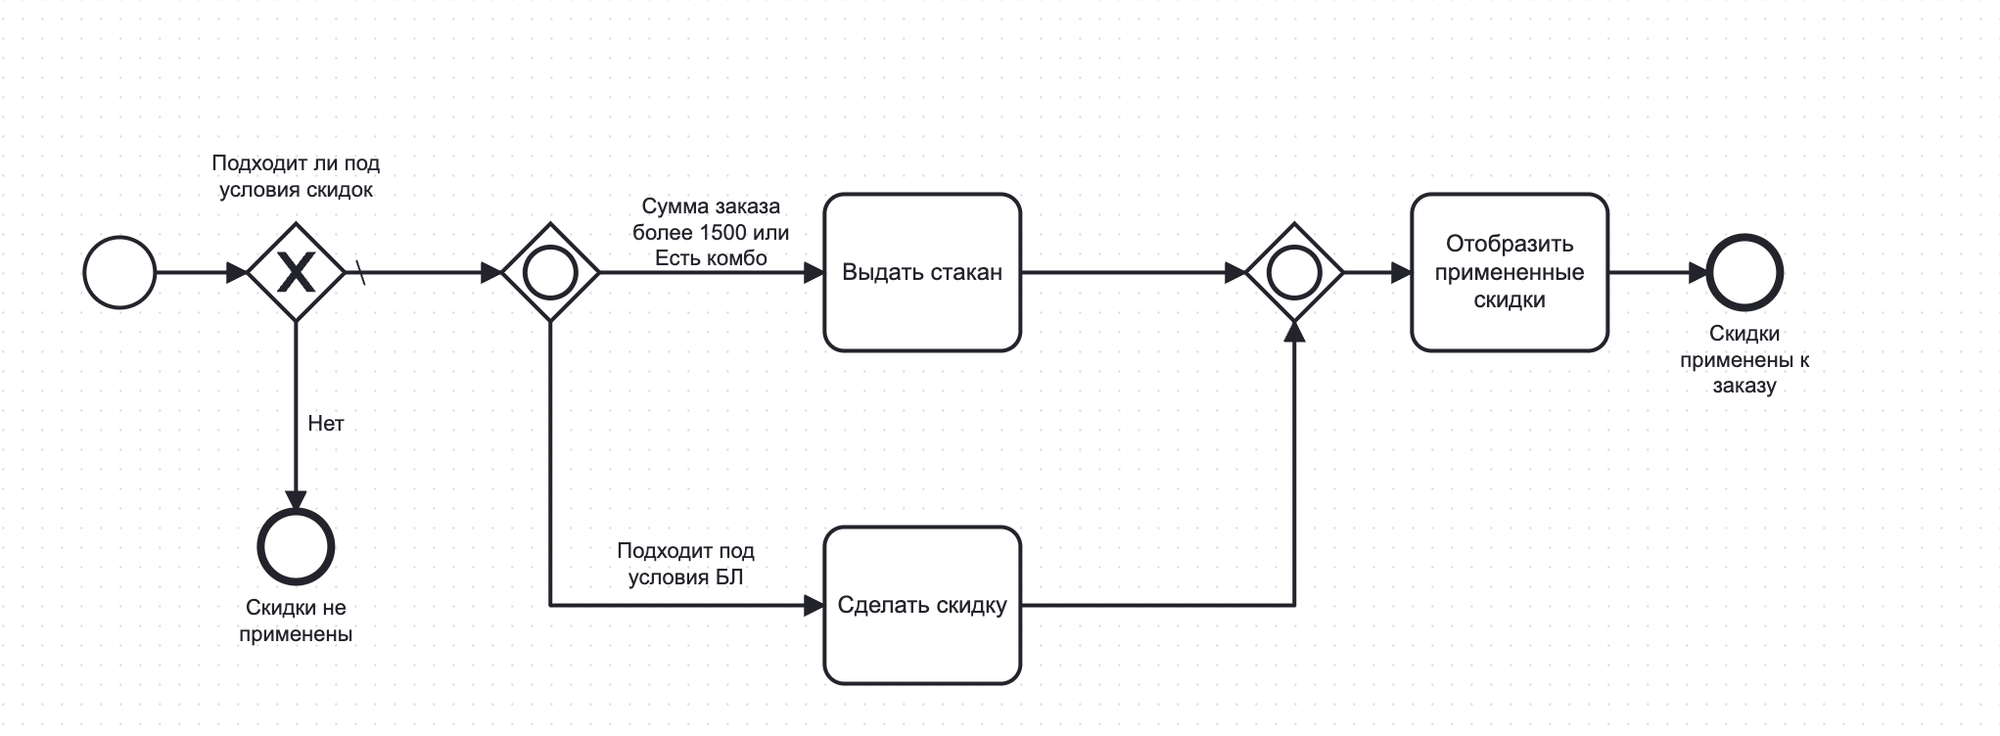 Подходит ли под
условия скидок
Нет
Скидки не
применены
Сумма заказа
более 1500 или
Есть комбо
Выдать стакан
Подходит под
условия БЛ
Сделать скидку
Отобразить
примененные
скидки
Скидки
применены к
заказу